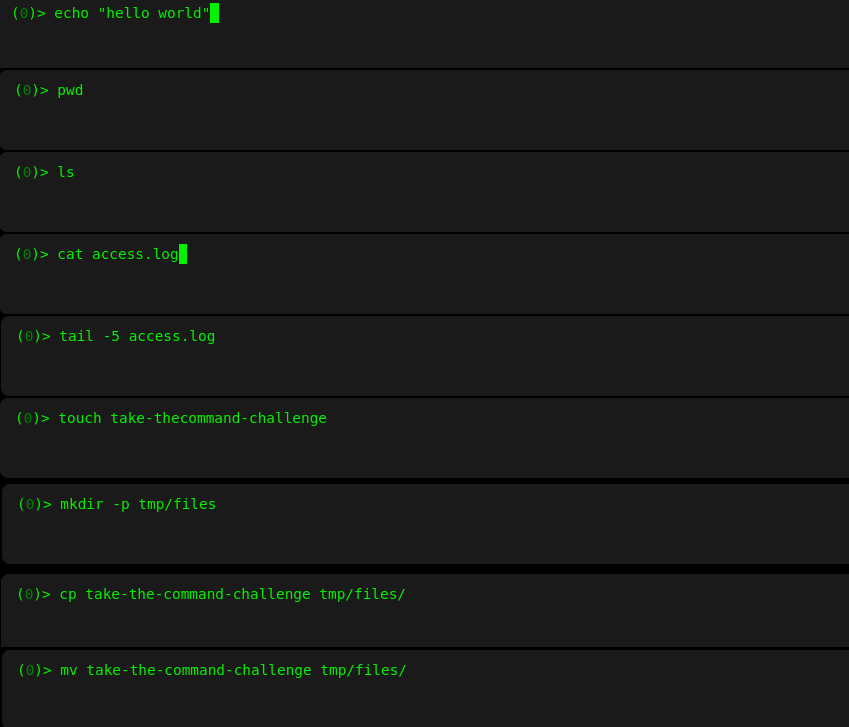 (0)> echo "hello world"
(0)> pwd
(0)> ls
(0)> cat access.log
(0)> tail -5 access.log
(0)> touch take-thecommand-challenge
(0)> mkdir -p tmp/files
(0)> cp take-the-command-challenge tmp/files/
(0)> mv take-the-command-challenge tmp/files/